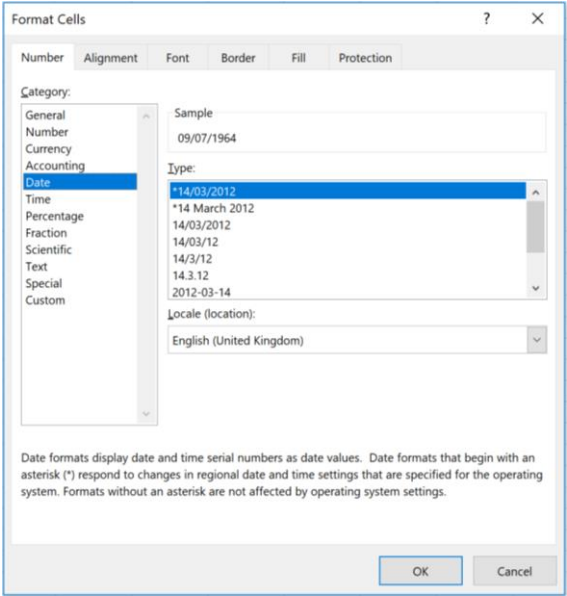 Format Cells
? ×
Number Alignment Font Border Fill Protection
Category:
General
Number
Currency
Accounting
Date
Time
Percentage
Fraction
Scientific
Text
Special
Custom
Sample
09/07/1964
Type:
*14/03/2012
*14 March 2012
14/03/2012
14/03/12
14/3/12
14.3.12
2012-03-14
Locale (location):
English (United Kingdom)
Date formats display date and time serial numbers as date values.  Date formats that begin with an
asterisk (*) respond to changes in regional date and time settings that are specified for the operating
system. Formats without an asterisk are not affected by operating system settings.
OK Cancel